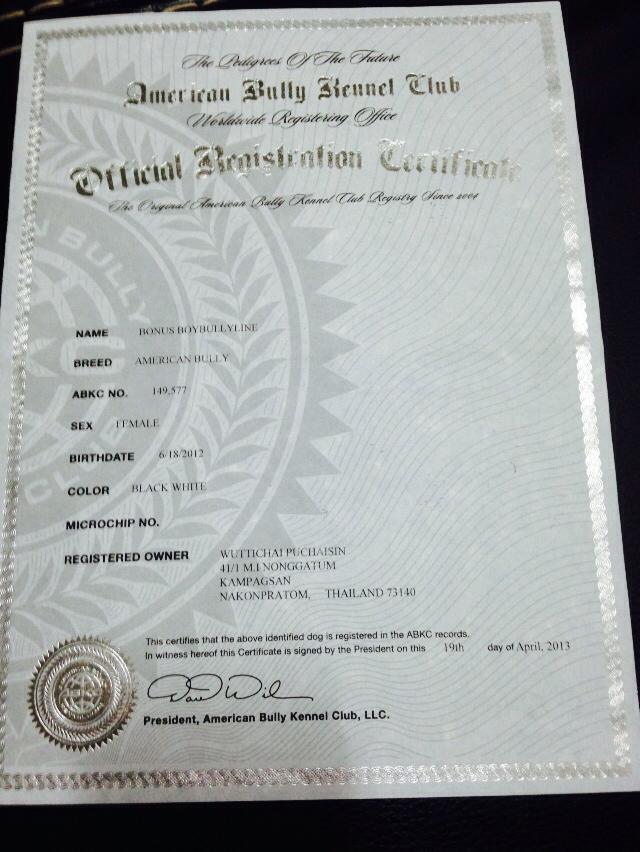 The Pedigrees Of The Future
American Bully Kennel Club
Worldwide Registering Office
Official Registration Certificate
The Original American Bully Kennel Club Registry Since 2004
NAME BONUS BOYBULLYLINE
BREED AMERICAN BULLY
ABKC NO. 149,577
SEX FEMALE
BIRTHDATE 6/18/2012
COLOR BLACK WHITE
MICROCHIP NO.
REGISTERED OWNER WUTTICHAI PUCHAISIN
41/1 M.1 NONGGATUM
KAMPAGSAN
NAKONPRATOM, THAILAND 73140
This certifies that the above identified dog is registered in the ABKC records.
In witness hereof this Certificate is signed by the President on this 19th day of April, 2013
President, American Bully Kennel Club, LLC.